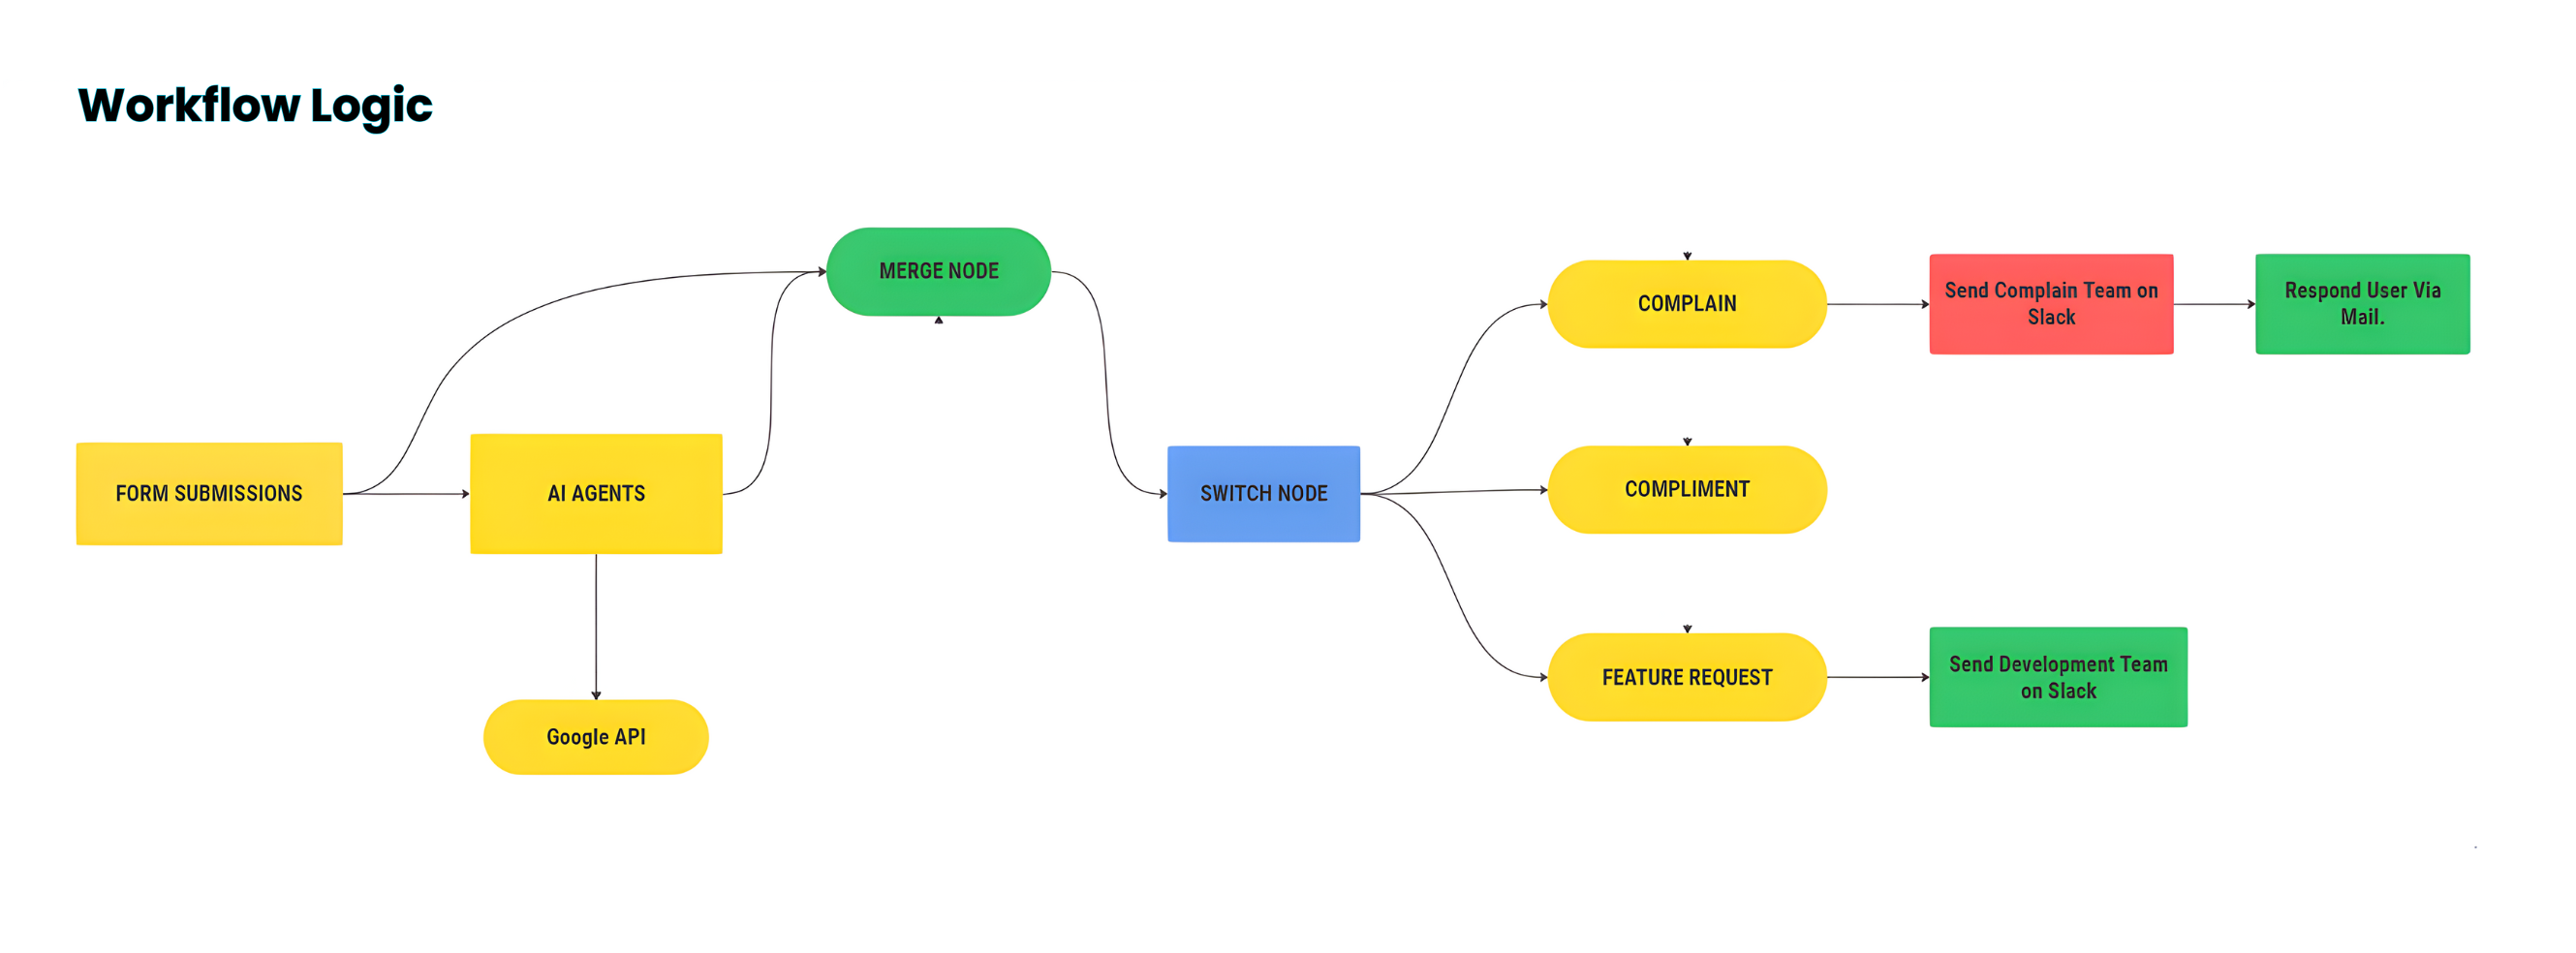 Workflow Logic
MERGE NODE
FORM SUBMISSIONS
AI AGENTS
Google API
SWITCH NODE
COMPLAIN
Send Complain Team on
Slack
Respond User Via
Mail.
COMPLIMENT
FEATURE REQUEST
Send Development Team
on Slack